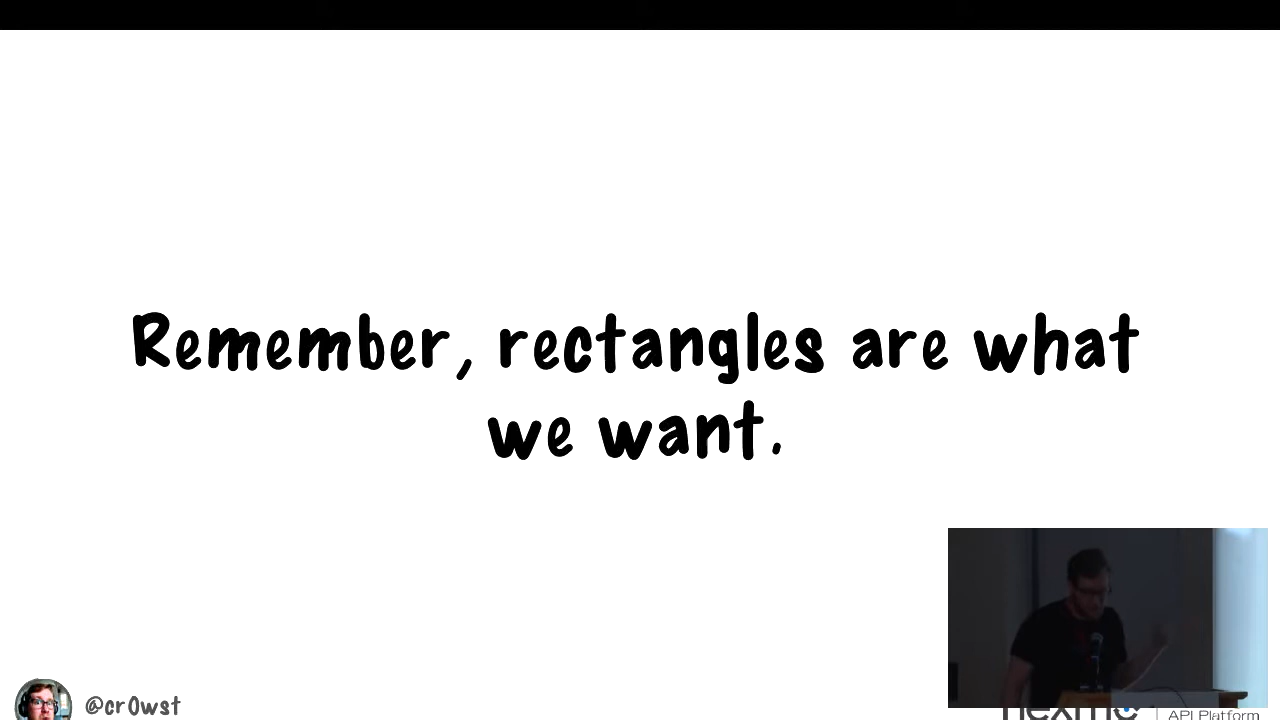 Remember, rectangles are what
we want.
@cr0wst
nexmo
API Platform